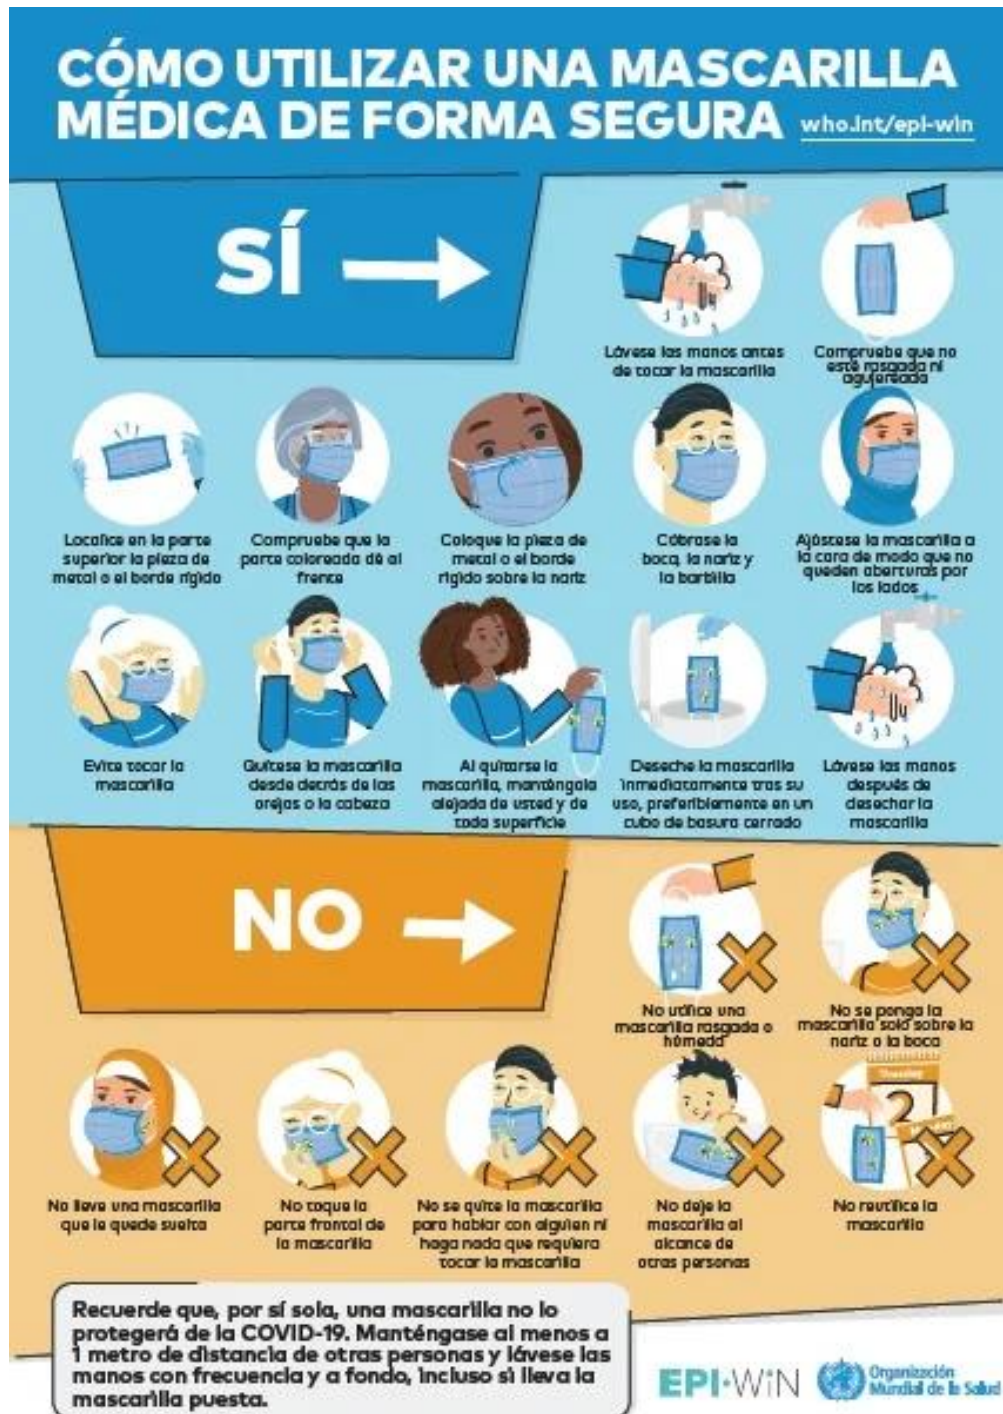 CÓMO UTILIZAR UNA MASCARILLA
MÉDICA DE FORMA SEGURA who.int/epi-win
SÍ
Lávese las manos antes
de tocar la mascarilla
Compruebe que no
esté rasgada ni
agujereada
Localice en la parte
superior la pieza de
metal o el borde rígido
Compruebe que la
parte coloreada dé al
frente
Coloque la pieza de
metal o el borde
rígido sobre la nariz
Cúbrase la
boca, la nariz y
la barbilla
Ajústese la mascarilla a
la cara de modo que no
queden aberturas por
los lados
Evite tocar la
mascarilla
Quítese la mascarilla
desde detrás de las
orejas o la cabeza
Al quitarse la
mascarilla, manténgala
alejada de usted y de
toda superficie
Deseche la mascarilla
inmediatamente tras su
uso, preferiblemente en un
cubo de basura cerrado
Lávese las manos
después de
desechar la
mascarilla
NO
No utilice una
mascarilla rasgada o
húmeda
No se ponga la
mascarilla solo sobre la
nariz o la boca
Thursday
2
No lleve una mascarilla
que le quede suelta
No toque la
parte frontal de
la mascarilla
No se quite la mascarilla
para hablar con alguien ni
haga nada que requiera
tocar la mascarilla
No deje la
mascarilla al
alcance de
otras personas
No reutilice la
mascarilla
Recuerde que, por sí sola, una mascarilla no lo
protegerá de la COVID-19. Manténgase al menos a
1 metro de distancia de otras personas y lávese las
manos con frecuencia y a fondo, incluso si lleva la
mascarilla puesta.
EPI·WiN
Organización
Mundial de la Salud